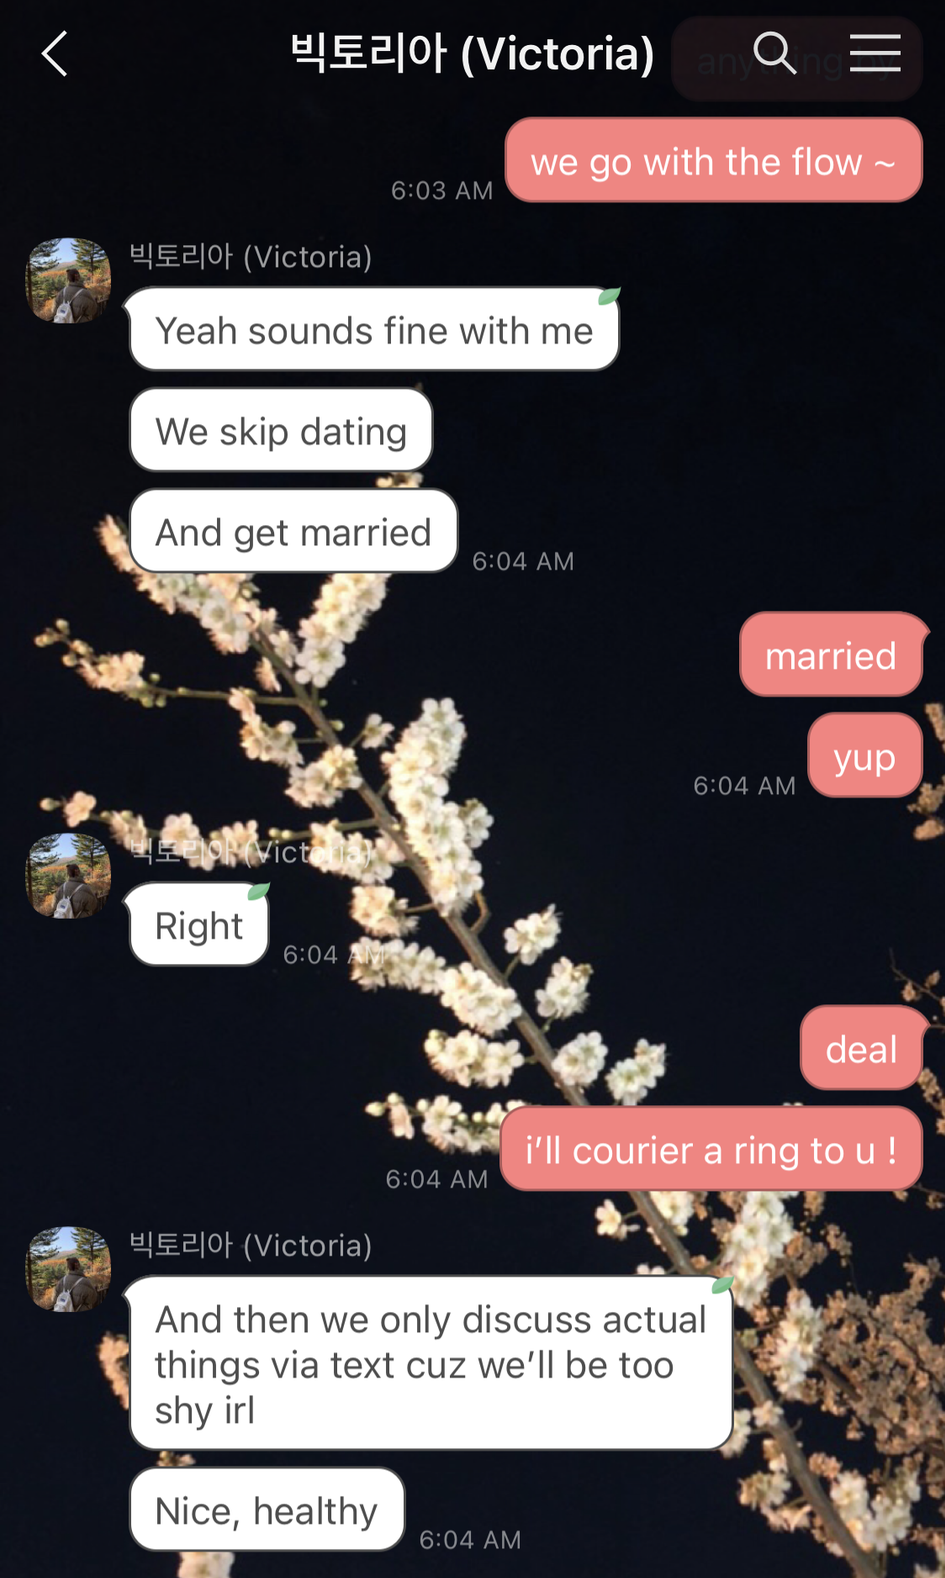 빅토리아 (Victoria)
anything by
we go with the flow ~
6:03 AM
빅토리아 (Victoria)
Yeah sounds fine with me
We skip dating
And get married
6:04 AM
married
yup
6:04 AM
빅토리아 (Victoria)
Right
6:04 AM
deal
i’ll courier a ring to u !
6:04 AM
빅토리아 (Victoria)
And then we only discuss actual
things via text cuz we’ll be too
shy irl
Nice, healthy
6:04 AM